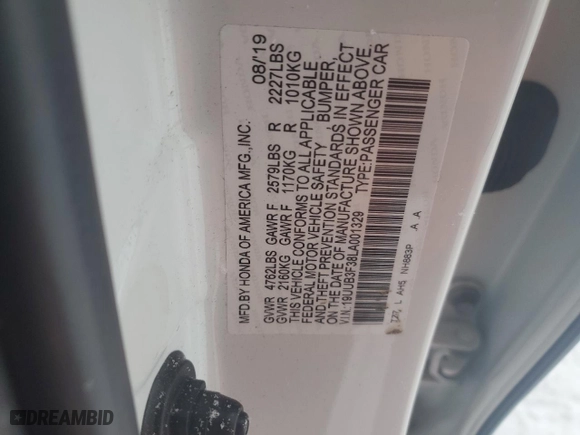 MFD.BY HONDA OF AMERICA MFG.,INC. 08/19
GVWR 4762LBS GAWR F 2579LBS R 2227LBS
GVWR 2160KG GAWR F 1170KG R 1010KG
THIS VEHICLE CONFORMS TO ALL APPLICABLE
FEDERAL MOTOR VEHICLE SAFETY BUMPER,
AND THEFT PREVENTION STANDARDS IN EFFECT
ON THE DATE OF MANUFACTURE SHOWN ABOVE.
V.I.N.:19UUB3F38LA001329 TYPE:PASSENGER CAR
L AHS NH883P A A
DREAMBID